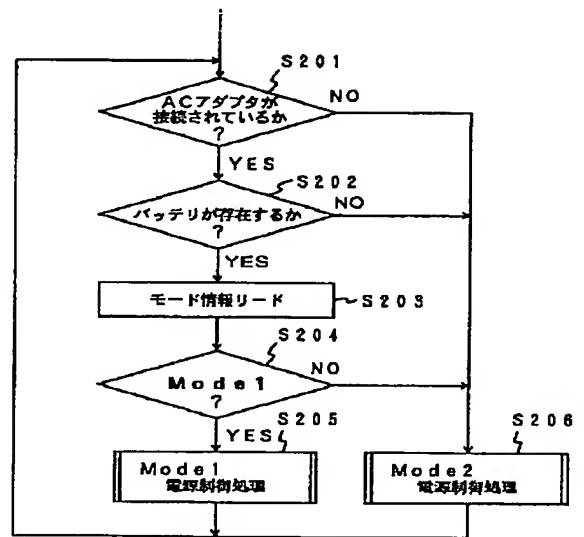 S201
ACアダプタが
接続されているか
?
NO
YES
S202
バッテリが存在するか
?
NO
YES
モード情報リード
S203
S204
Mode1
?
NO
YES
S205
Mode1
電源制御処理
S206
Mode2
電源制御処理